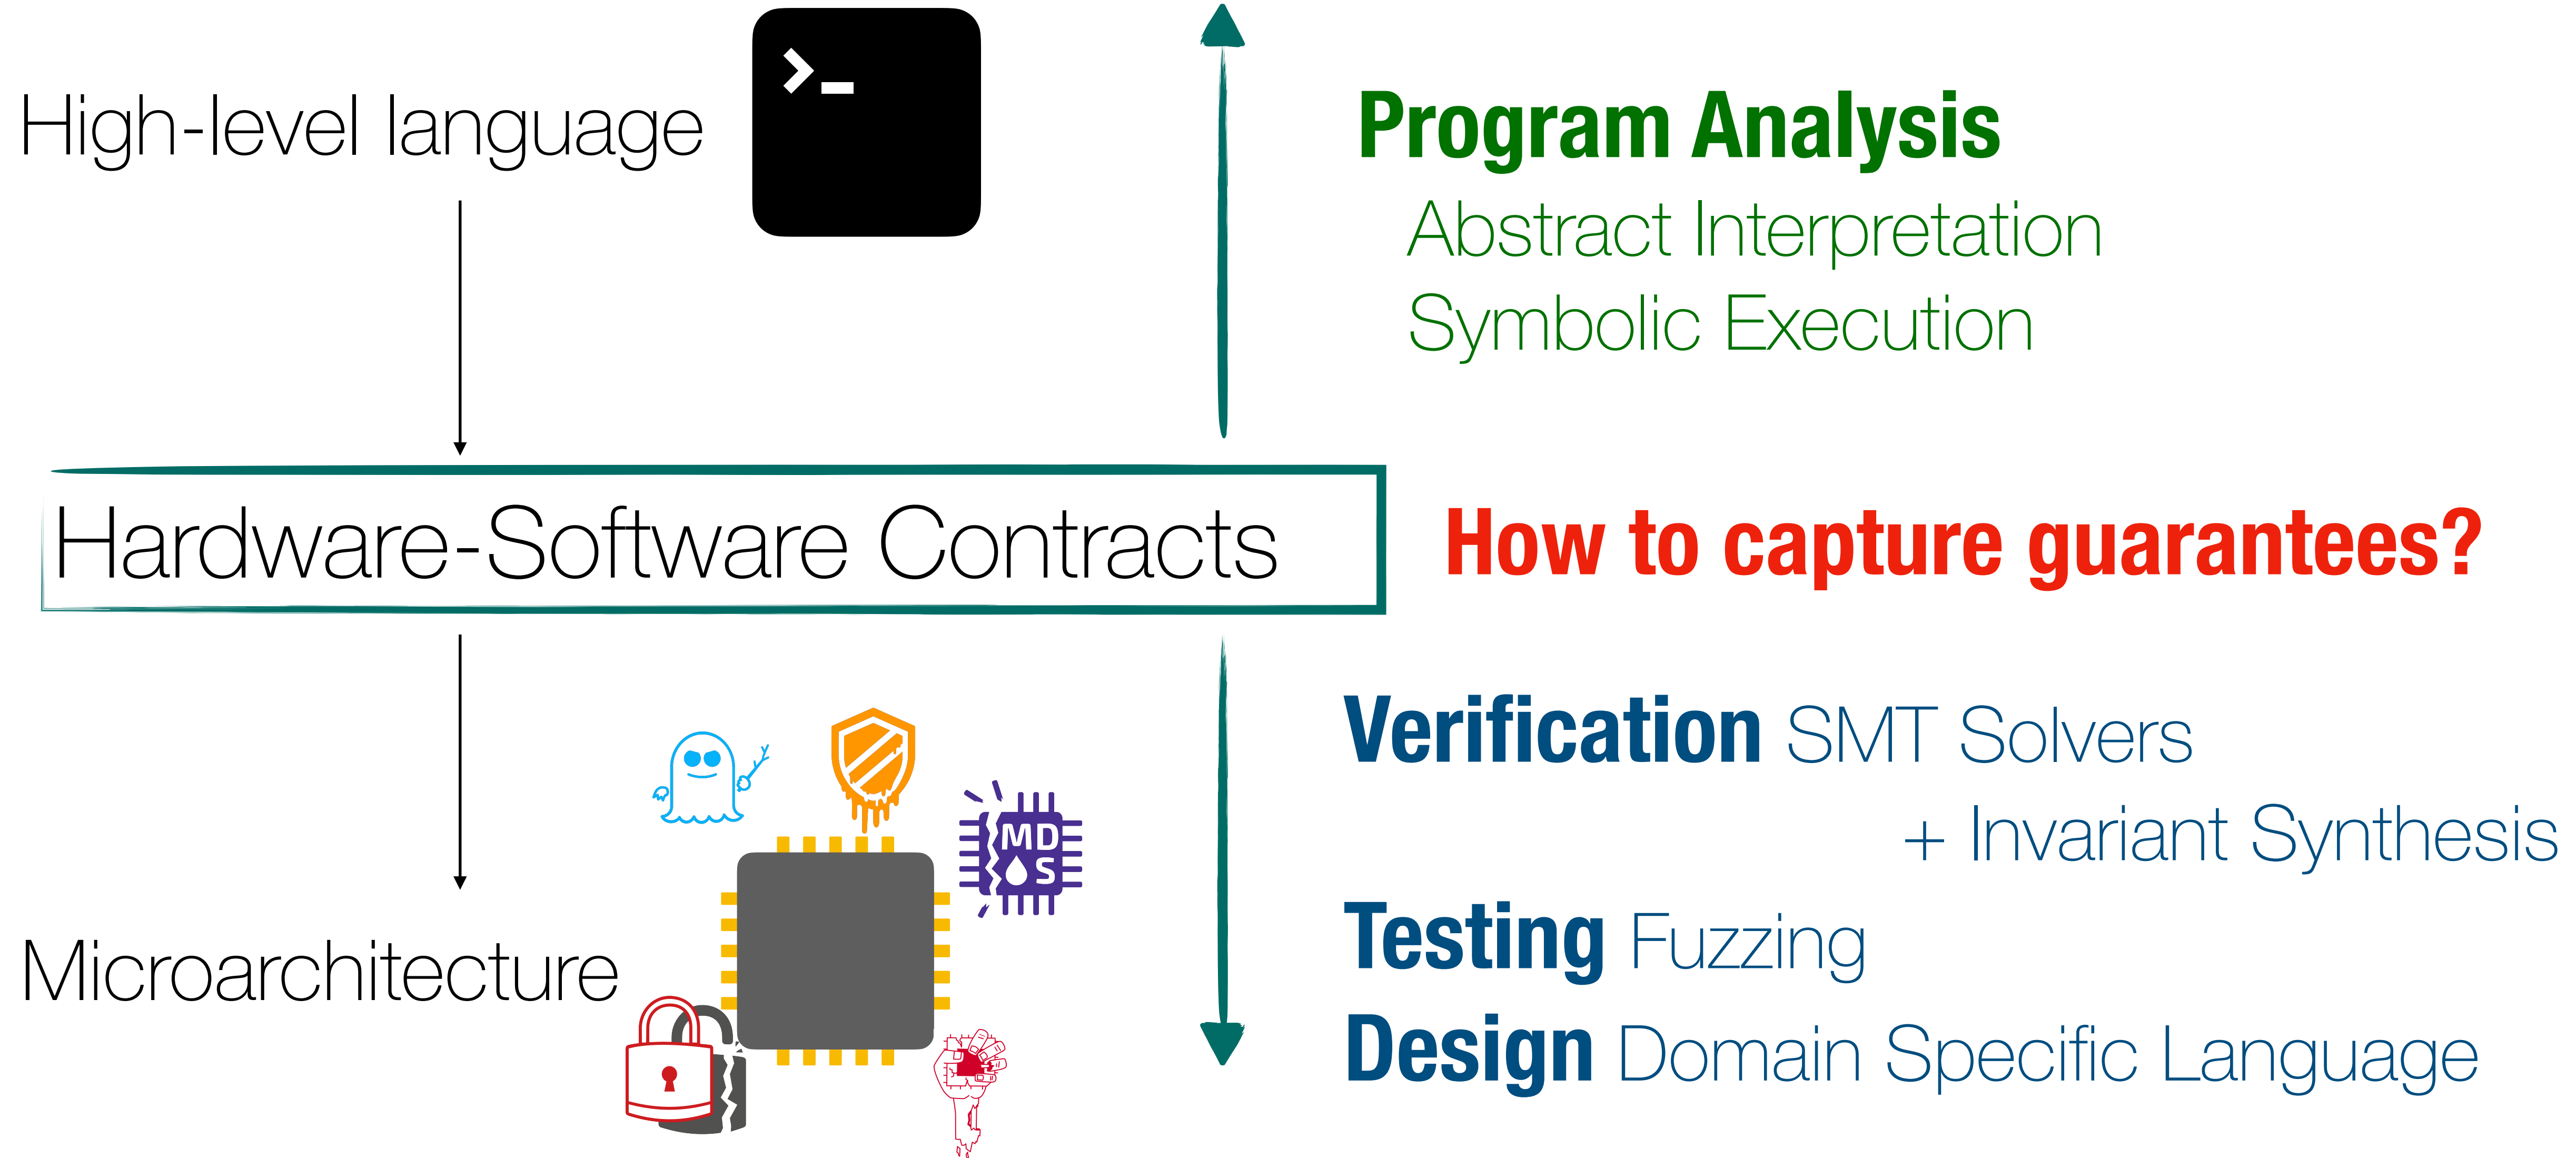 High-level language
>_
Program Analysis
Abstract Interpretation
Symbolic Execution
Hardware-Software Contracts
How to capture guarantees?
Verification SMT Solvers
+ Invariant Synthesis
MD
S
Microarchitecture
Testing Fuzzing
Design Domain Specific Language